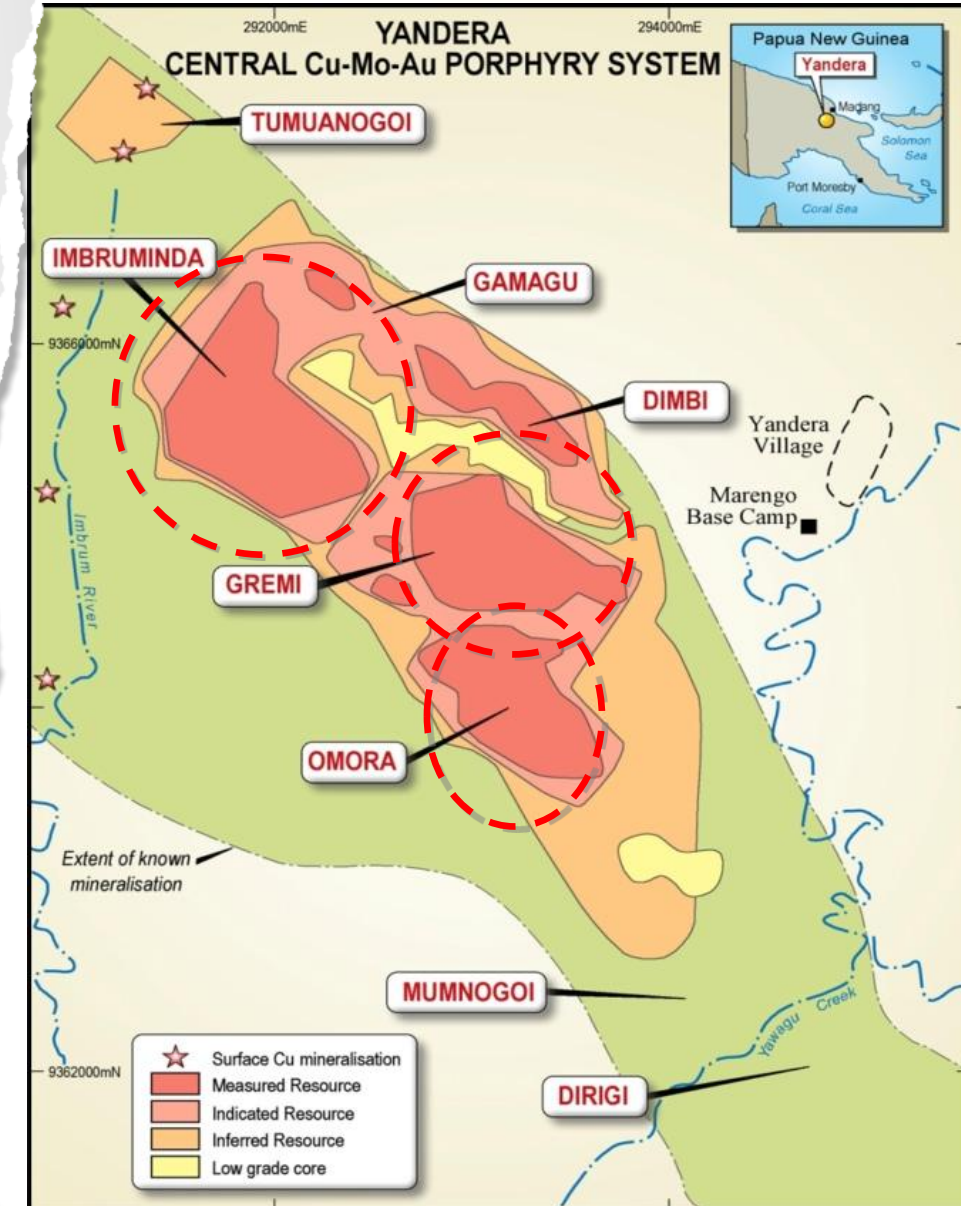 292000mE
294000mE
YANDERA
CENTRAL Cu-Mo-Au PORPHYRY SYSTEM
Papua New Guinea
Yandera
Madang
Solomon
Sea
Port Moresby
Coral Sea
TUMUANOGOI
IMBRUMINDA
GAMAGU
9366000mN
DIMBI
Yandera
Village
Marengo
Base Camp
Imbrum River
GREMI
OMORA
Extent of known
mineralisation
MUMNOGOI
Yawagu Creek
DIRIGI
9362000mN
Surface Cu mineralisation
Measured Resource
Indicated Resource
Inferred Resource
Low grade core